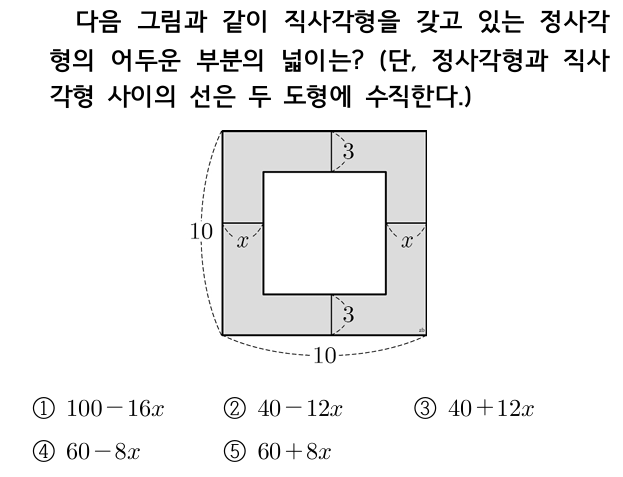 다음 그림과 같이 직사각형을 갖고 있는 정사각
형의 어두운 부분의 넓이는? (단, 정사각형과 직사
각형 사이의 선은 두 도형에 수직한다.)
3
10
x
x
3
10
① 100−16x ② 40−12x ③ 40+12x
④ 60−8x ⑤ 60+8x